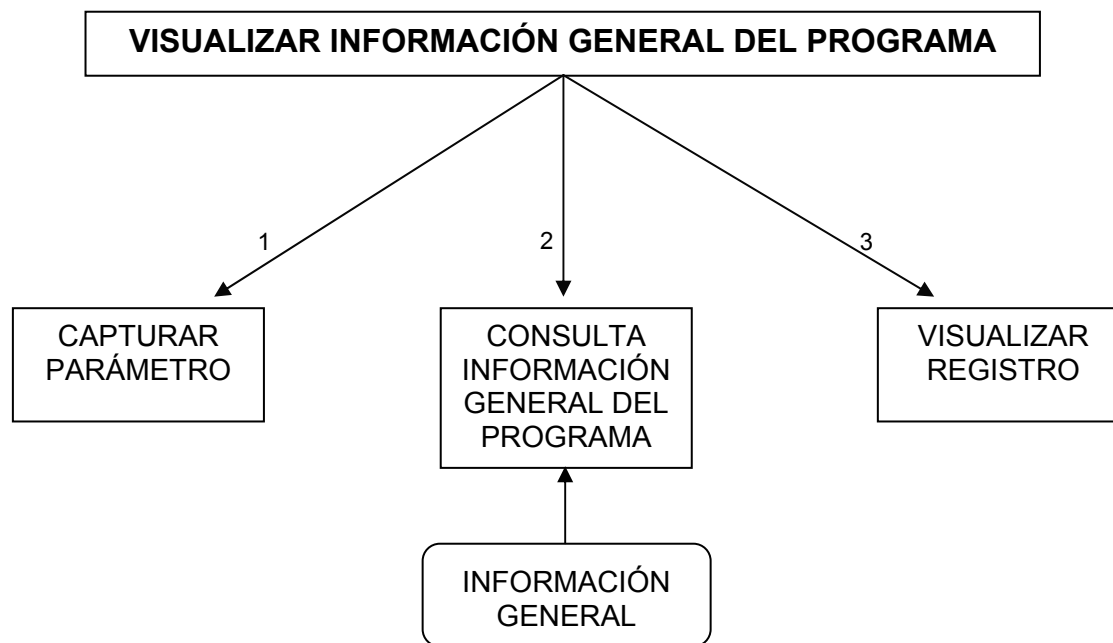 VISUALIZAR INFORMACIÓN GENERAL DEL PROGRAMA
1
2
3
CAPTURAR
PARÁMETRO
CONSULTA
INFORMACIÓN
GENERAL DEL
PROGRAMA
VISUALIZAR
REGISTRO
INFORMACIÓN
GENERAL